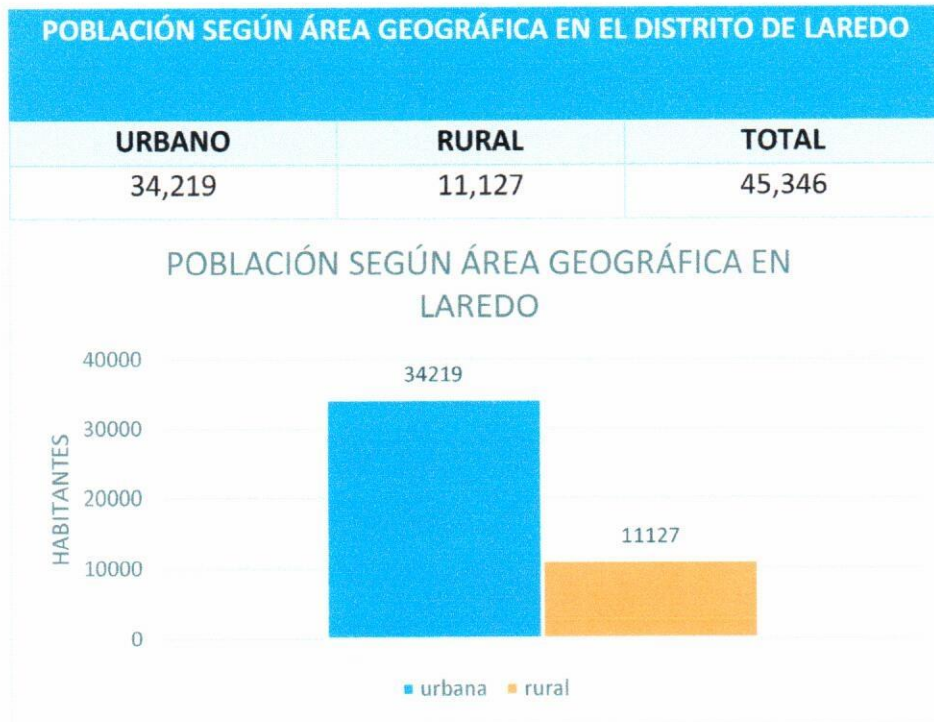 POBLACIÓN SEGÚN ÁREA GEOGRÁFICA EN EL DISTRITO DE LAREDO
URBANO RURAL TOTAL
34,219 11,127 45,346
POBLACIÓN SEGÚN ÁREA GEOGRÁFICA EN
LAREDO
HABITANTES
40000
34219
30000
20000
11127
10000
0
urbana rural